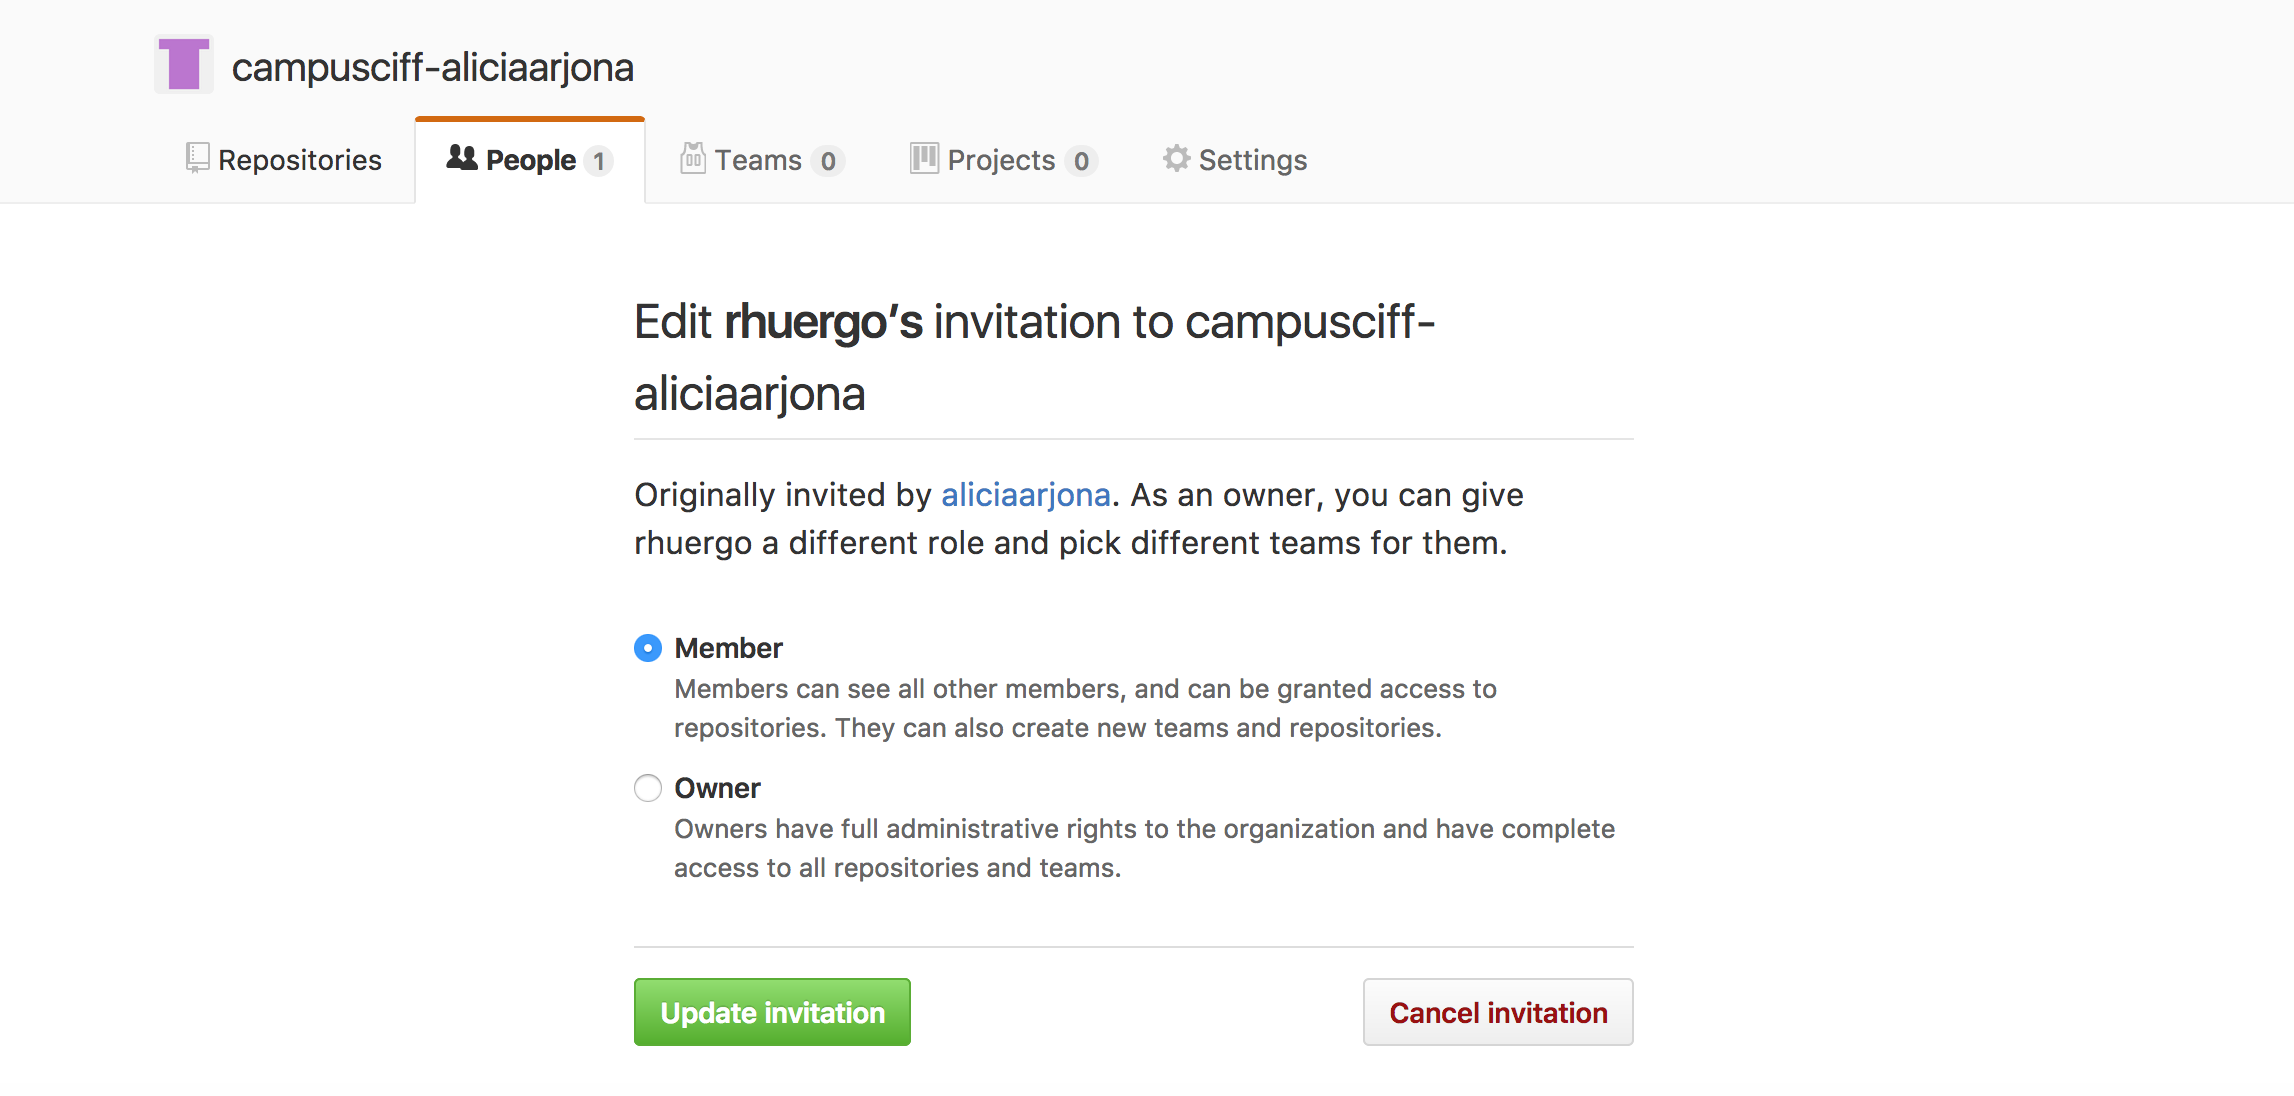 campusciff-aliciaarjona
Repositories People 1 Teams 0 Projects 0 Settings
Edit rhuergo’s invitation to campusciff-
aliciaarjona
Originally invited by aliciaarjona. As an owner, you can give
rhuergo a different role and pick different teams for them.
Member
Members can see all other members, and can be granted access to
repositories. They can also create new teams and repositories.
Owner
Owners have full administrative rights to the organization and have complete
access to all repositories and teams.
Update invitation Cancel invitation